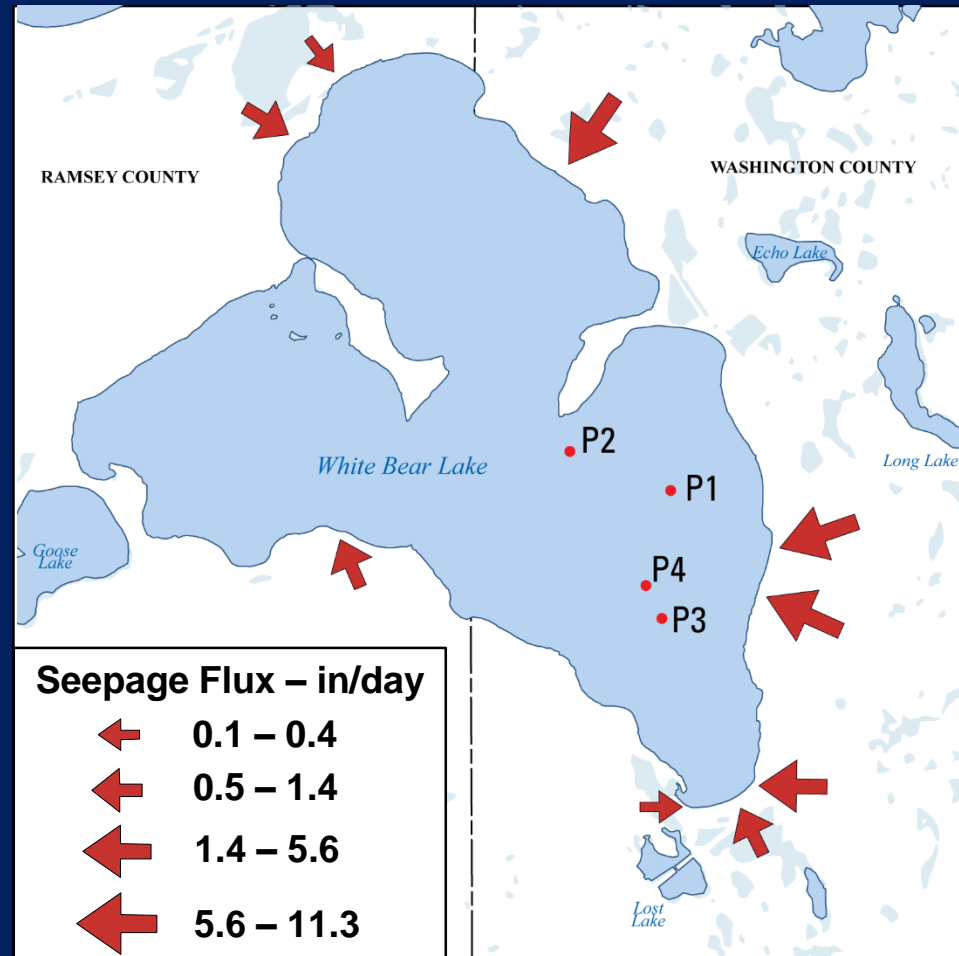 RAMSEY COUNTY
WASHINGTON COUNTY
Echo Lake
P2
White Bear Lake
Long Lake
P1
Goose
Lake
P4
P3
Seepage Flux – in/day
0.1 – 0.4
0.5 – 1.4
1.4 – 5.6
5.6 – 11.3
Lost
Lake